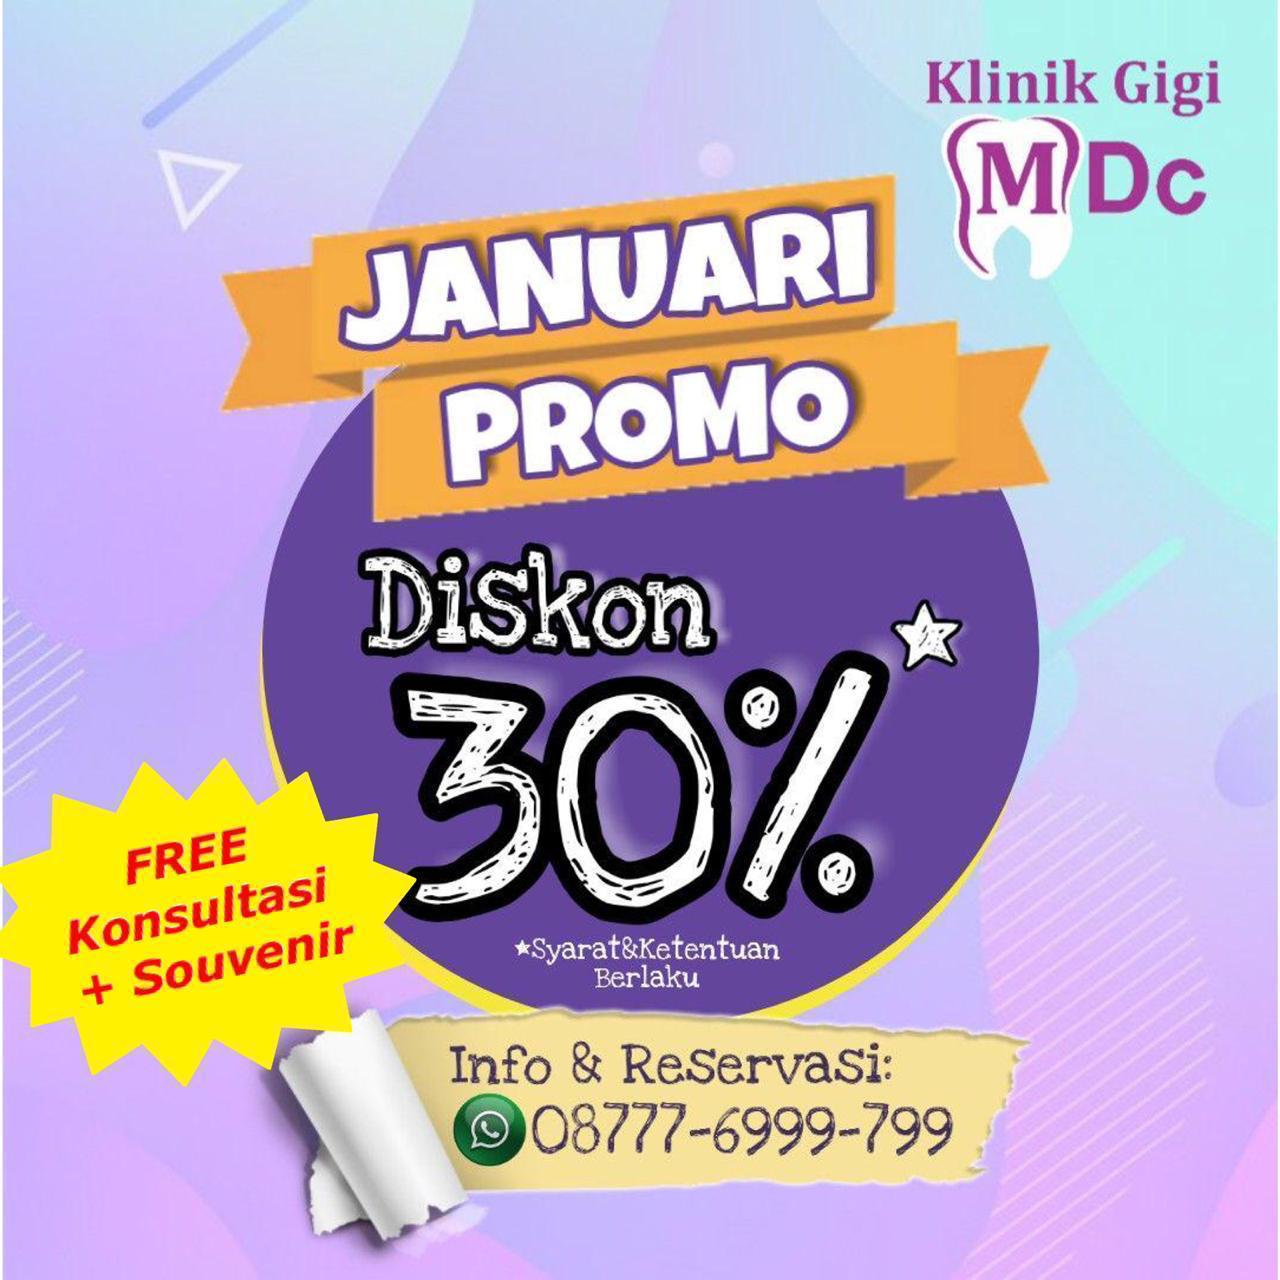 Klinik Gigi
MDc
JANUARI
PROMO
Diskon
30%
*Syarat&Ketentuan
Berlaku
FREE
Konsultasi
+ Souvenir
Info & Reservasi:
08777-6999-799